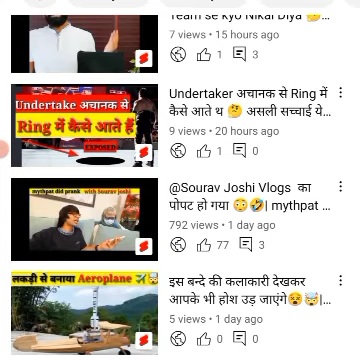 Team se kyo Nikal Diya 🤔...
7 views • 15 hours ago
1 3
Undertaker अचानक से Ring में
कैसे आते थ 🤔 असली सच्चाई ये...
Undertake अचानक से
Ring में कैसे आते हैं
EXPOSED
9 views • 20 hours ago
1 0
@Sourav Joshi Vlogs का
पोपट हो गया 😳🤣| mythpat ...
mythpat did prank with Sourav joshi
792 views • 1 day ago
77 3
लकड़ी से बनाया Aeroplane ✈️🤯
इस बन्दे की कलाकारी देखकर
आपके भी होश उड़ जाएंगे😵🤯|...
5 views • 1 day ago
0 0